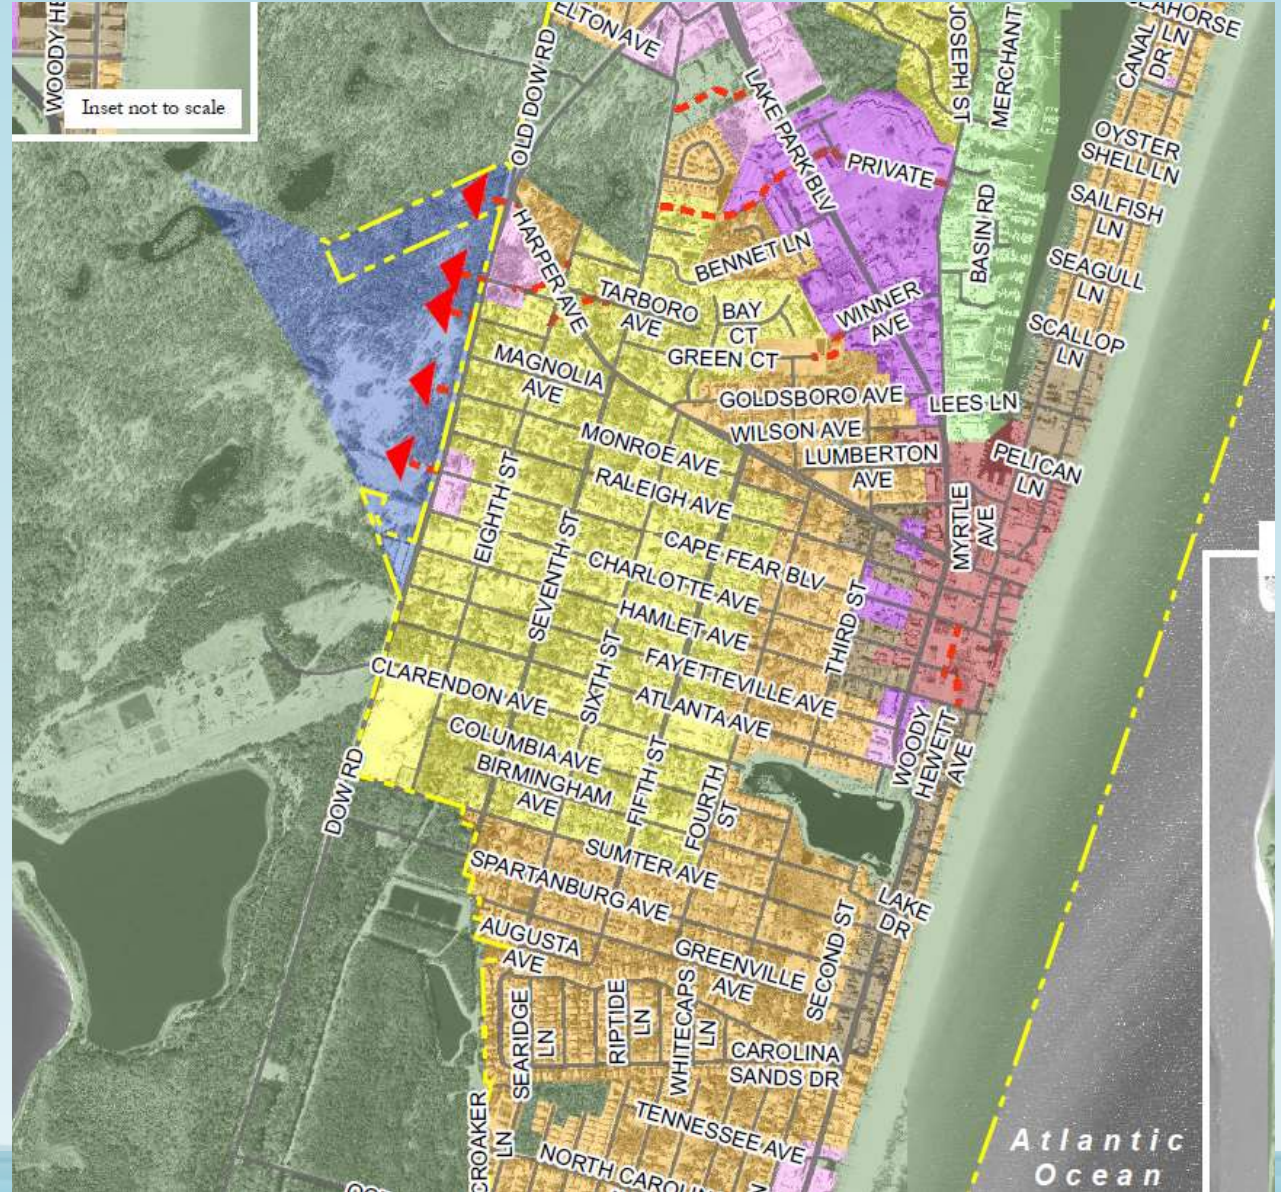 WOODY HE
Inset not to scale
ELTON AVE
OLD DOW RD
LAKE PARK BLV
JOSEPH ST
MERCHANT
CANAL
DR
LN
OYSTER
SHELL LN
SAILFISH
LN
SEAGULL
LN
SCALLOP
LN
PRIVATE
BASIN RD
HARPER AVE
BENNET LN
TARBORO
AVE
BAY
CT
WINNER
AVE
GREEN CT
MAGNOLIA
AVE
GOLDSBORO AVE
LEES LN
WILSON AVE
LUMBERTON
AVE
PELICAN
LN
MONROE AVE
RALEIGH AVE
EIGHTH ST
MYRTLE
AVE
SEVENTH ST
CAPE FEAR BLV
CHARLOTTE AVE
HAMLET AVE
THIRD ST
FAYETTEVILLE AVE
SIXTH ST
ATLANTA AVE
CLARENDON AVE
COLUMBIA AVE
BIRMINGHAM
AVE
FIFTH ST
FOURTH
ST
WOODY
HEWETT
AVE
DOW RD
SUMTER AVE
SPARTANBURG AVE
LAKE
DR
AUGUSTA
AVE
GREENVILLE
AVE
SECOND ST
SEARIDGE
LN
RIPTIDE
LN
WHITECAPS
LN
CAROLINA
SANDS DR
TENNESSEE AVE
CROAKER
LN
NORTH CAROLIN
Atlantic
Ocean